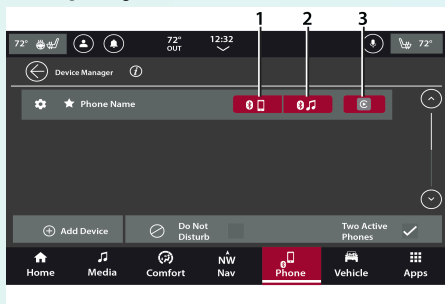 1 2 3
72° 72° OUT 12:32 72°
Device Manager
Phone Name
Add Device Do Not Disturb Two Active Phones
Home Media Comfort NW Nav Phone Vehicle Apps